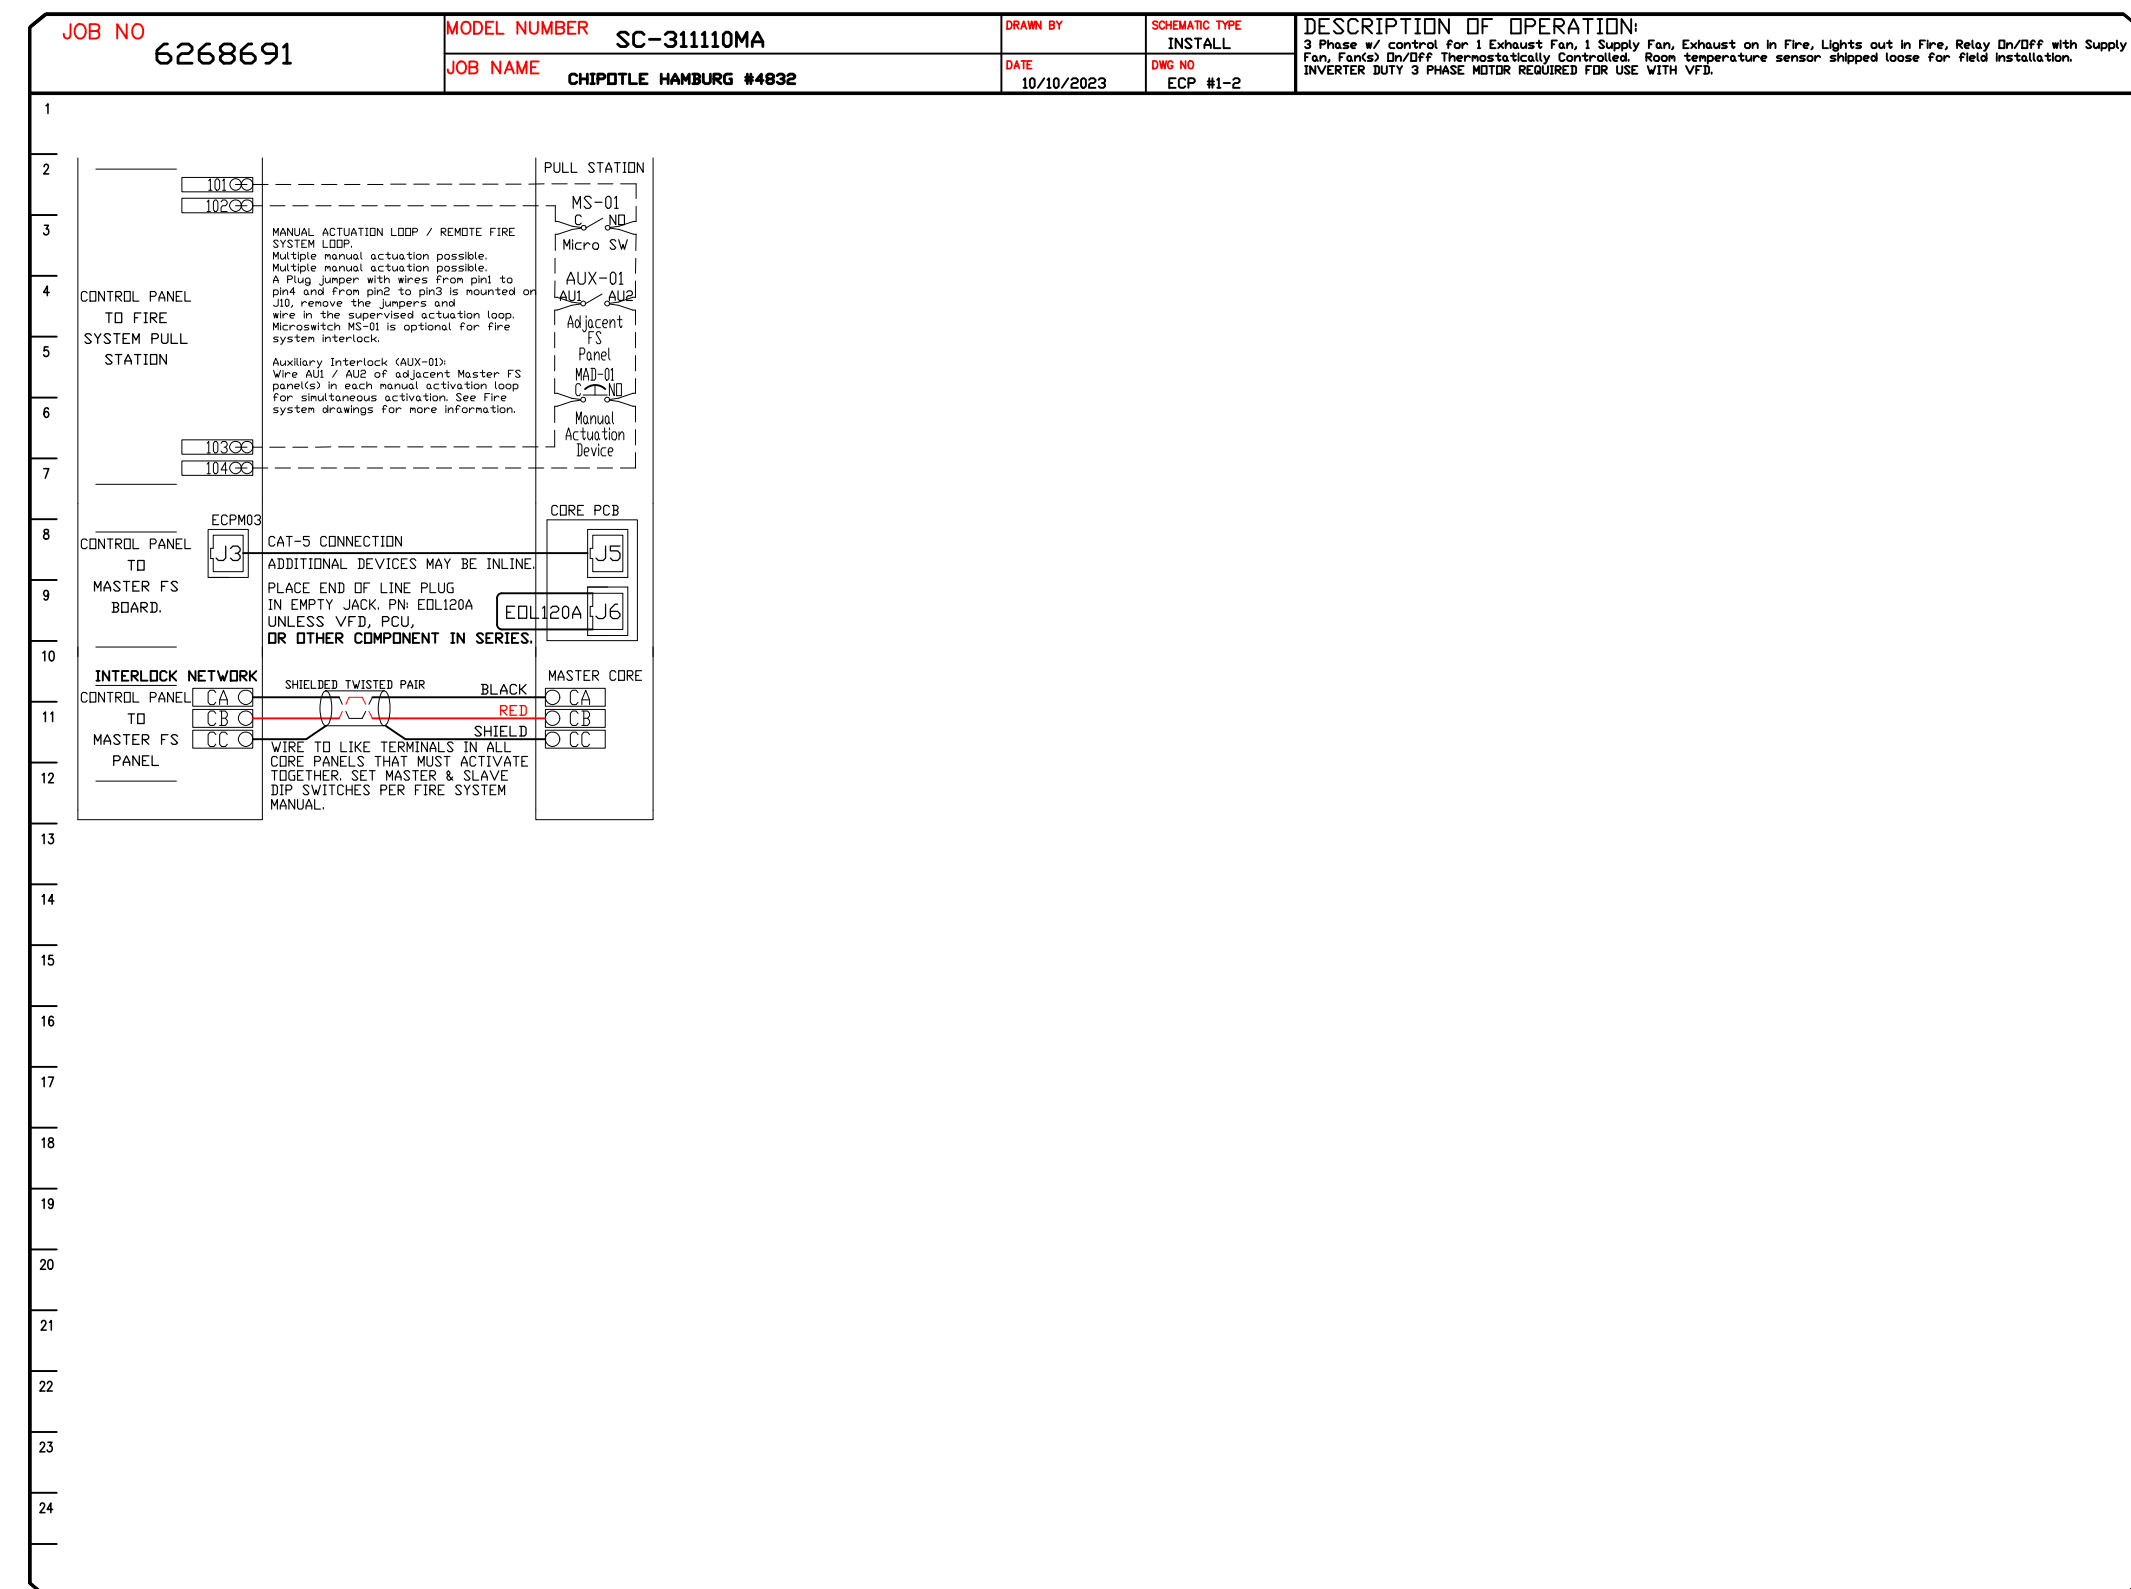 JOB NO
6268691
MODEL NUMBER
SC-311110MA
JOB NAME
CHIPOTLE HAMBURG #4832
DRAWN BY
DATE
10/10/2023
SCHEMATIC TYPE
INSTALL
DWG NO
ECP #1-2
DESCRIPTION OF OPERATION:
3 Phase w/ control for 1 Exhaust Fan, 1 Supply Fan, Exhaust on in Fire, Lights out in Fire, Relay On/Off with Supply
Fan, Fan(s) On/Off Thermostatically Controlled. Room temperature sensor shipped loose for field installation.
INVERTER DUTY 3 PHASE MOTOR REQUIRED FOR USE WITH VFD.
1
2
3
4
5
6
7
8
9
10
11
12
13
14
15
16
17
18
19
20
21
22
23
24
CONTROL PANEL
TO FIRE
SYSTEM PULL
STATION
101
102
103
104
MANUAL ACTUATION LOOP / REMOTE FIRE
SYSTEM LOOP.
Multiple manual actuation possible.
Multiple manual actuation possible.
A Plug jumper with wires from pin1 to
pin4 and from pin2 to pin3 is mounted on
J10, remove the jumpers and
wire in the supervised actuation loop.
Microswitch MS-01 is optional for fire
system interlock.
Auxiliary Interlock (AUX-01):
Wire AU1 / AU2 of adjacent Master FS
panel(s) in each manual activation loop
for simultaneous activation. See Fire
system drawings for more information.
PULL STATION
MS-01
C NO
Micro SW
AUX-01
AU1 AU2
Adjacent
FS
Panel
MAD-01
C NO
Manual
Actuation
Device
CONTROL PANEL
TO
MASTER FS
BOARD.
ECPM03
J3
CAT-5 CONNECTION
ADDITIONAL DEVICES MAY BE INLINE.
PLACE END OF LINE PLUG
IN EMPTY JACK. PN: EOL120A
UNLESS VFD, PCU,
OR OTHER COMPONENT IN SERIES.
CORE PCB
J5
EOL120A
J6
INTERLOCK NETWORK
CONTROL PANEL
TO
MASTER FS
PANEL
CA
CB
CC
SHIELDED TWISTED PAIR
BLACK
RED
SHIELD
WIRE TO LIKE TERMINALS IN ALL
CORE PANELS THAT MUST ACTIVATE
TOGETHER. SET MASTER & SLAVE
DIP SWITCHES PER FIRE SYSTEM
MANUAL.
MASTER CORE
CA
CB
CC